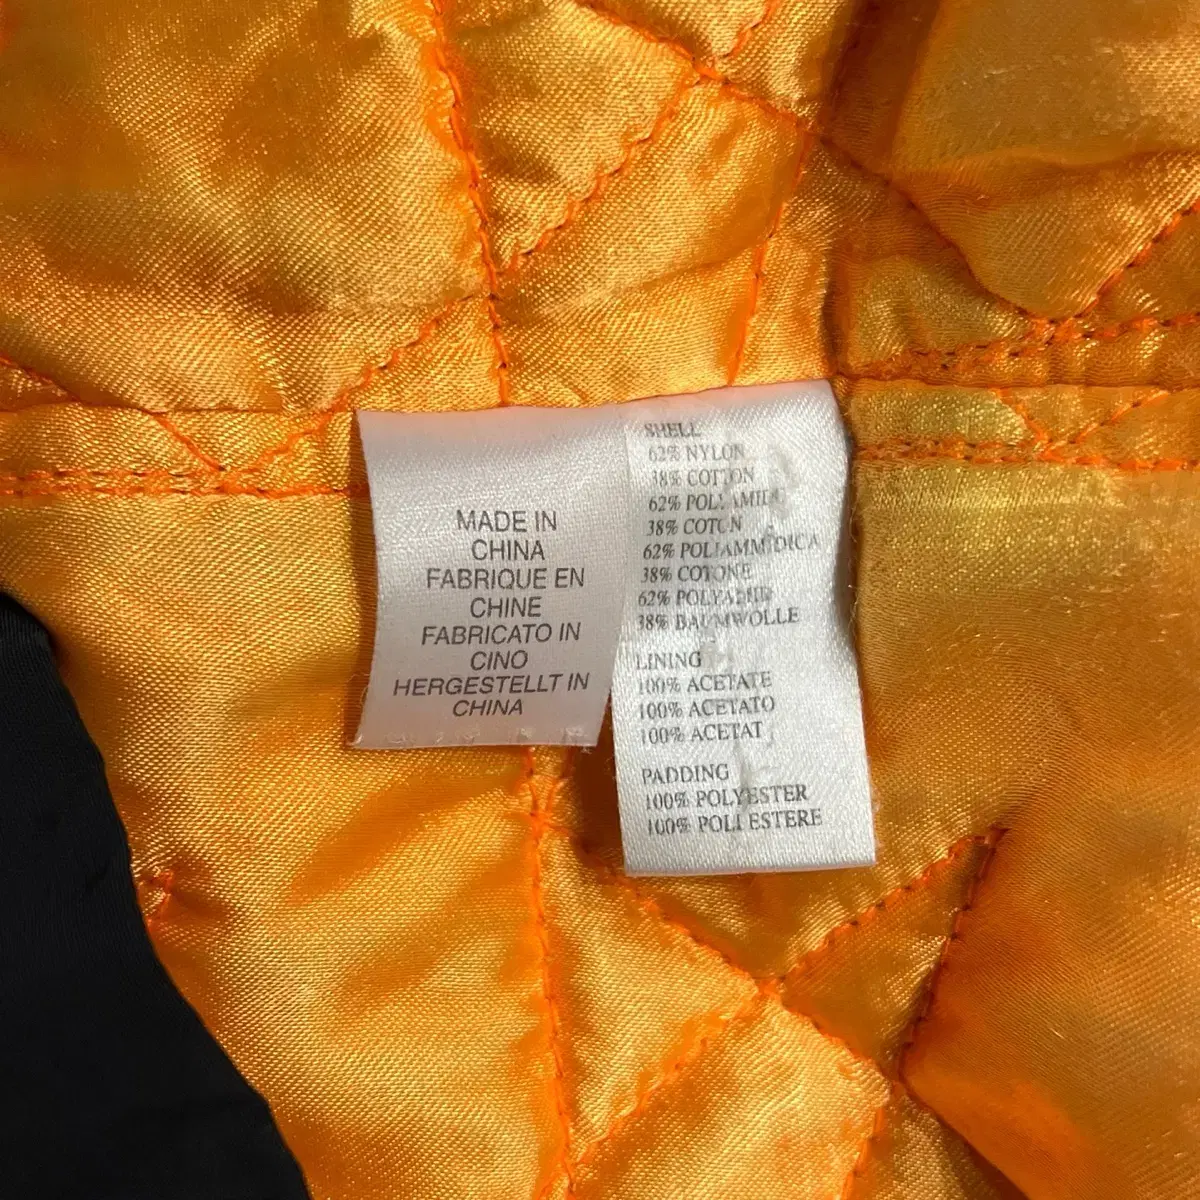 MADE IN
CHINA
FABRIQUE EN
CHINE
FABRICATO IN
CINO
HERGESTELLT IN
CHINA
SHELL
62% NYLON
38% COTTON
62% POLYAMIDE
38% COTON
62% POLIAMMIDICA
38% COTONE
62% POLYAMID
38% BAUMWOLLE
LINING
100% ACETATE
100% ACETATO
100% ACETAT
PADDING
100% POLYESTER
100% POLIESTERE